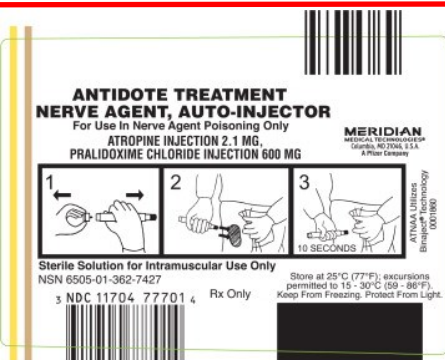 ANTIDOTE TREATMENT
NERVE AGENT, AUTO-INJECTOR
For Use In Nerve Agent Poisoning Only
ATROPINE INJECTION 2.1 MG,
PRALIDOXIME CHLORIDE INJECTION 600 MG
MERIDIAN
MEDICAL TECHNOLOGIES®
Columbia, MD 21046, U.S.A.
A Pfizer Company
1
2
3
10 SECONDS
ATNAA Utilizes
Binaject® Technology
0001860
Sterile Solution for Intramuscular Use Only
NSN 6505-01-362-7427
Rx Only
Store at 25°C (77°F); excursions
permitted to 15 - 30°C (59 - 86°F).
Keep From Freezing. Protect From Light.
3 NDC 11704 77701 4